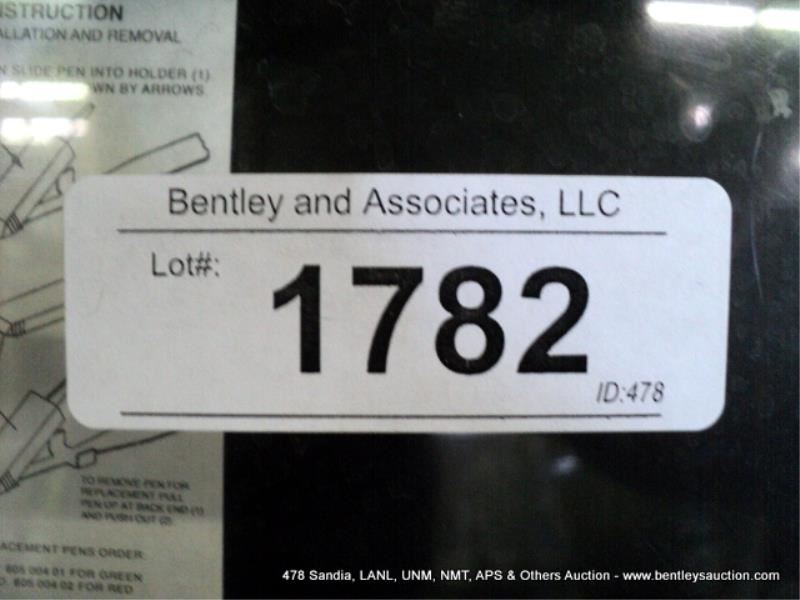 STRUCTION
ALLATION AND REMOVAL
N SLIDE PEN INTO HOLDER (1)
WN BY ARROWS
Bentley and Associates, LLC
Lot#:
1782
ID:478
TO REMOVE PEN FOR
REPLACEMENT PULL
PEN UP AT BACK END (1)
AND PUSH OUT (2)
ACEMENT PENS ORDER:
605 004 01 FOR GREEN
605 004 02 FOR RED
478 Sandia, LANL, UNM, NMT, APS & Others Auction - www.bentleysauction.com